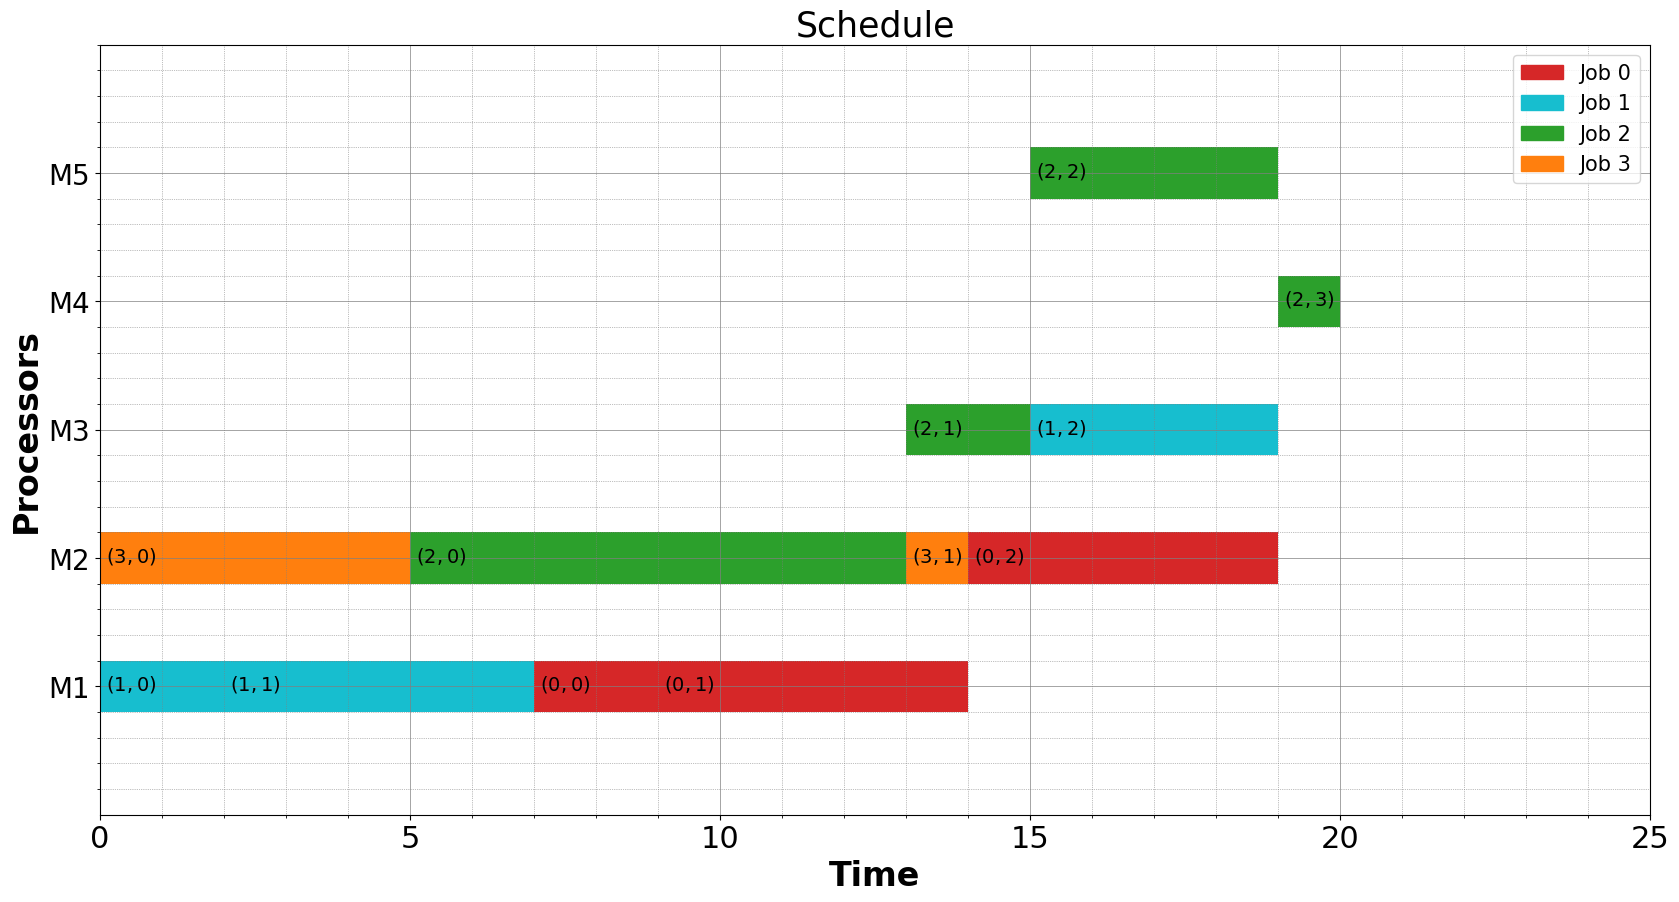 Schedule
Job 0
Job 1
Job 2
Job 3
M5
(2, 2)
M4
(2, 3)
M3
(2, 1) (1, 2)
M2
(3, 0) (2, 0) (3, 1) (0, 2)
M1
(1, 0) (1, 1) (0, 0) (0, 1)
Processors
0 5 10 15 20 25
Time